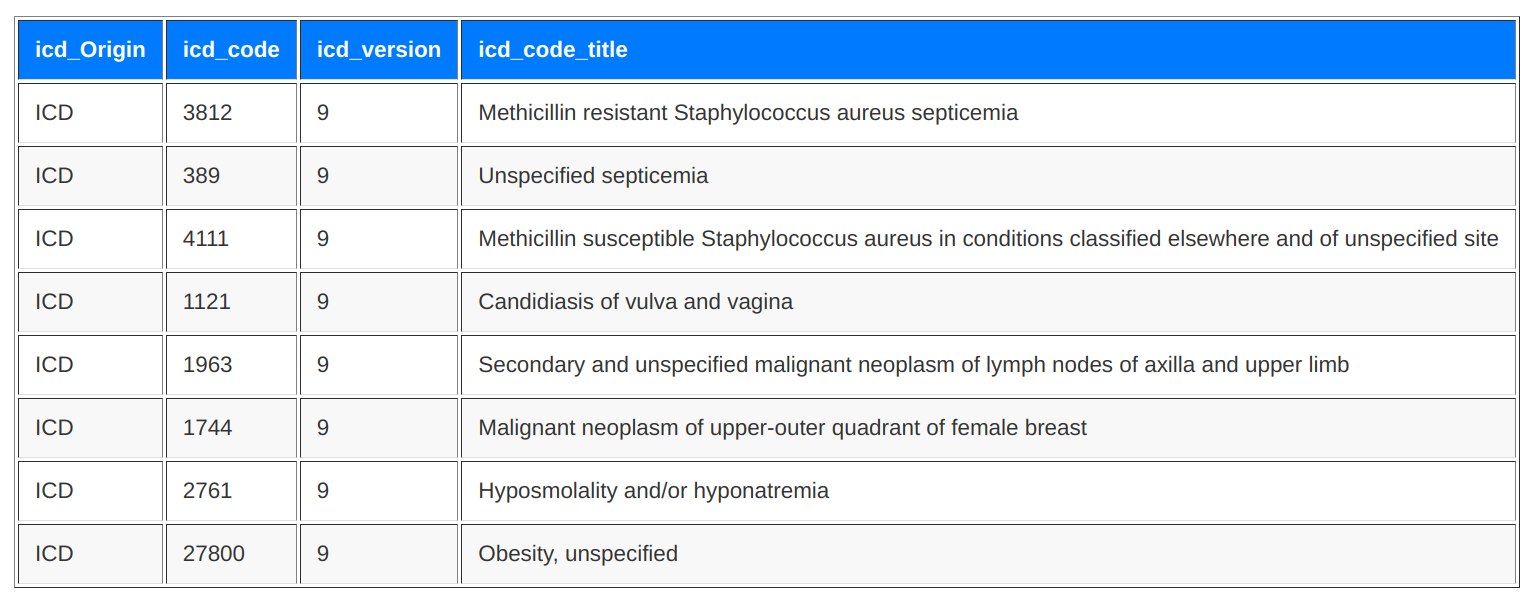 icd_Origin icd_code icd_version icd_code_title
ICD 3812 9 Methicillin resistant Staphylococcus aureus septicemia
ICD 389 9 Unspecified septicemia
ICD 4111 9 Methicillin susceptible Staphylococcus aureus in conditions classified elsewhere and of unspecified site
ICD 1121 9 Candidiasis of vulva and vagina
ICD 1963 9 Secondary and unspecified malignant neoplasm of lymph nodes of axilla and upper limb
ICD 1744 9 Malignant neoplasm of upper-outer quadrant of female breast
ICD 2761 9 Hyposmolality and/or hyponatremia
ICD 27800 9 Obesity, unspecified